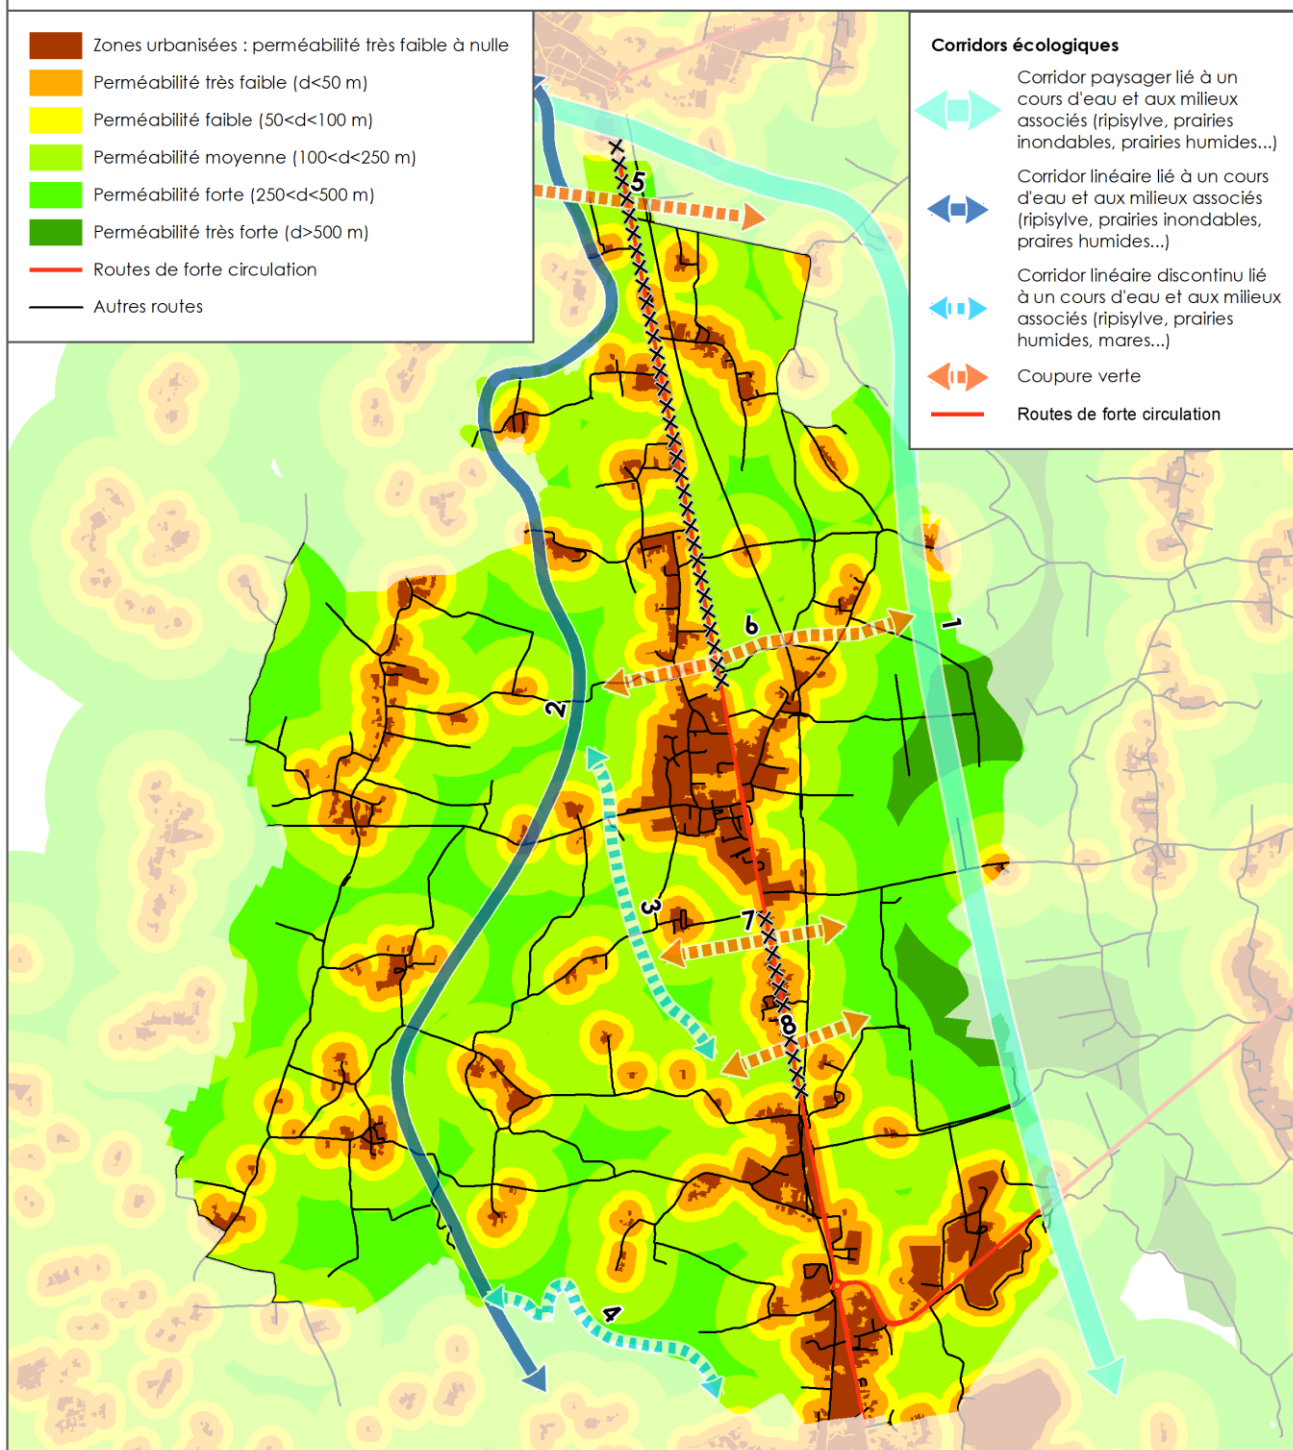 Zones urbanisées : perméabilité très faible à nulle
Perméabilité très faible (d<50 m)
Perméabilité faible (50<d<100 m)
Perméabilité moyenne (100<d<250 m)
Perméabilité forte (250<d<500 m)
Perméabilité très forte (d>500 m)
Routes de forte circulation
Autres routes
Corridors écologiques
Corridor paysager lié à un
cours d'eau et aux milieux
associés (ripisylve, prairies
inondables, prairies humides...)
Corridor linéaire lié à un cours
d'eau et aux milieux associés
(ripisylve, prairies inondables,
praires humides...)
Corridor linéaire discontinu lié
à un cours d'eau et aux milieux
associés (ripisylve, prairies
humides, mares...)
Coupure verte
Routes de forte circulation
5
6
1
2
3
7
8
4